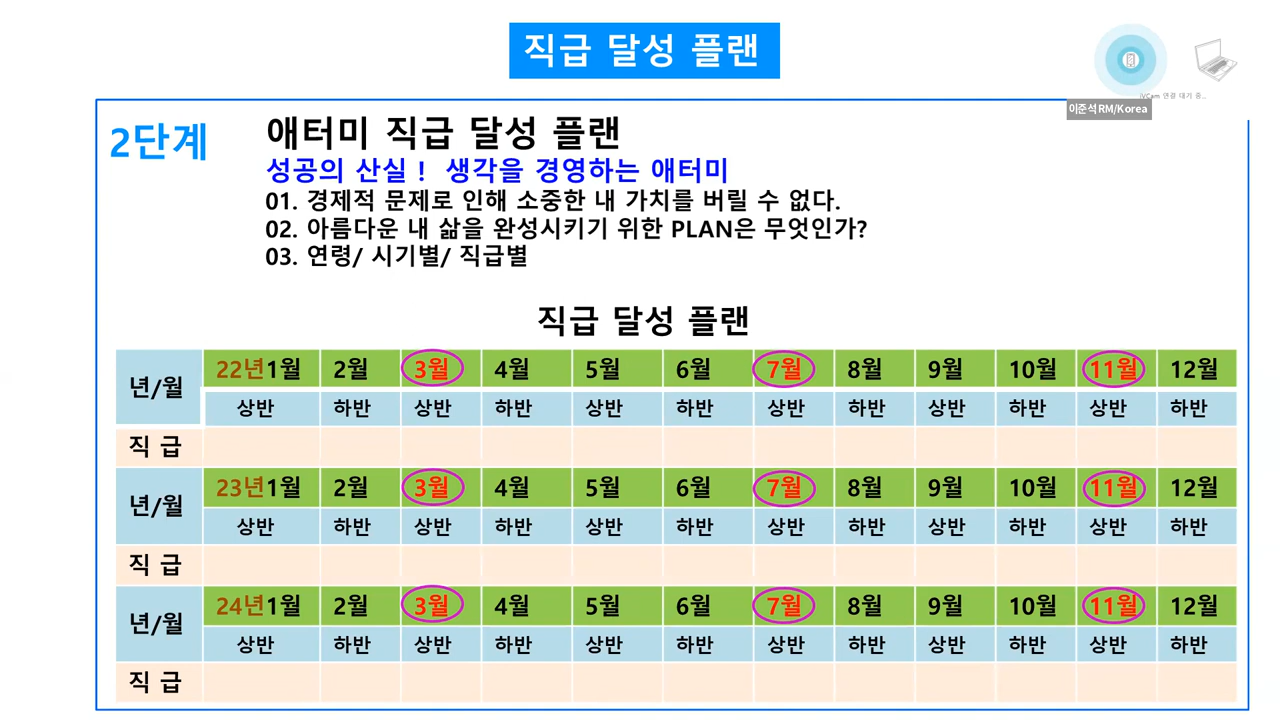 직급 달성 플랜
iVCam 연결 대기 중...
이준석RM/Korea
2단계
애터미 직급 달성 플랜
성공의 산실 ! 생각을 경영하는 애터미
01. 경제적 문제로 인해 소중한 내 가치를 버릴 수 없다.
02. 아름다운 내 삶을 완성시키기 위한 PLAN은 무엇인가?
03. 연령/ 시기별/ 직급별
직급 달성 플랜
년/월 22년1월 2월 3월 4월 5월 6월 7월 8월 9월 10월 11월 12월
상반 하반 상반 하반 상반 하반 상반 하반 상반 하반 상반 하반
직 급
년/월 23년1월 2월 3월 4월 5월 6월 7월 8월 9월 10월 11월 12월
상반 하반 상반 하반 상반 하반 상반 하반 상반 하반 상반 하반
직 급
년/월 24년1월 2월 3월 4월 5월 6월 7월 8월 9월 10월 11월 12월
상반 하반 상반 하반 상반 하반 상반 하반 상반 하반 상반 하반
직 급